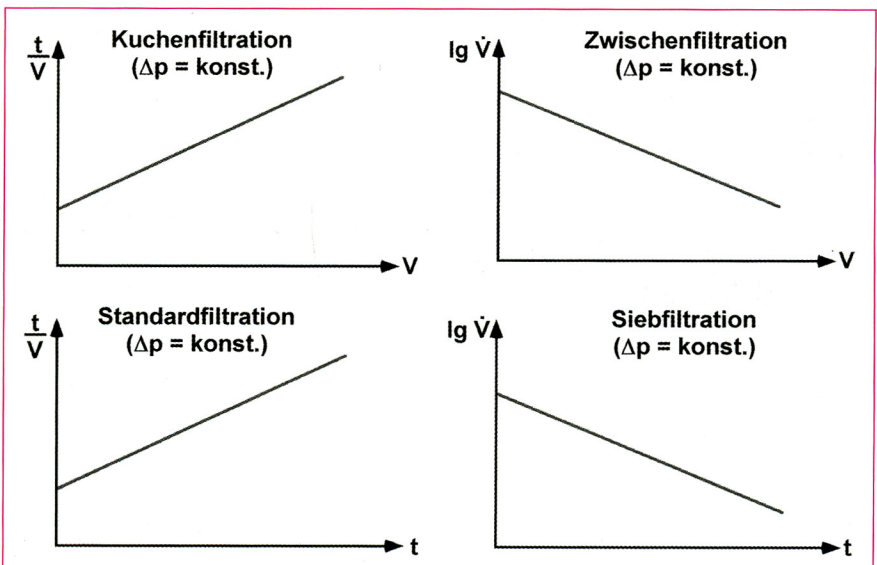 Kuchenfiltration
(Δp = konst.)
t
V
V
Zwischenfiltration
(Δp = konst.)
lg V̇
V
Standardfiltration
(Δp = konst.)
t
V
t
Siebfiltration
(Δp = konst.)
lg V̇
t